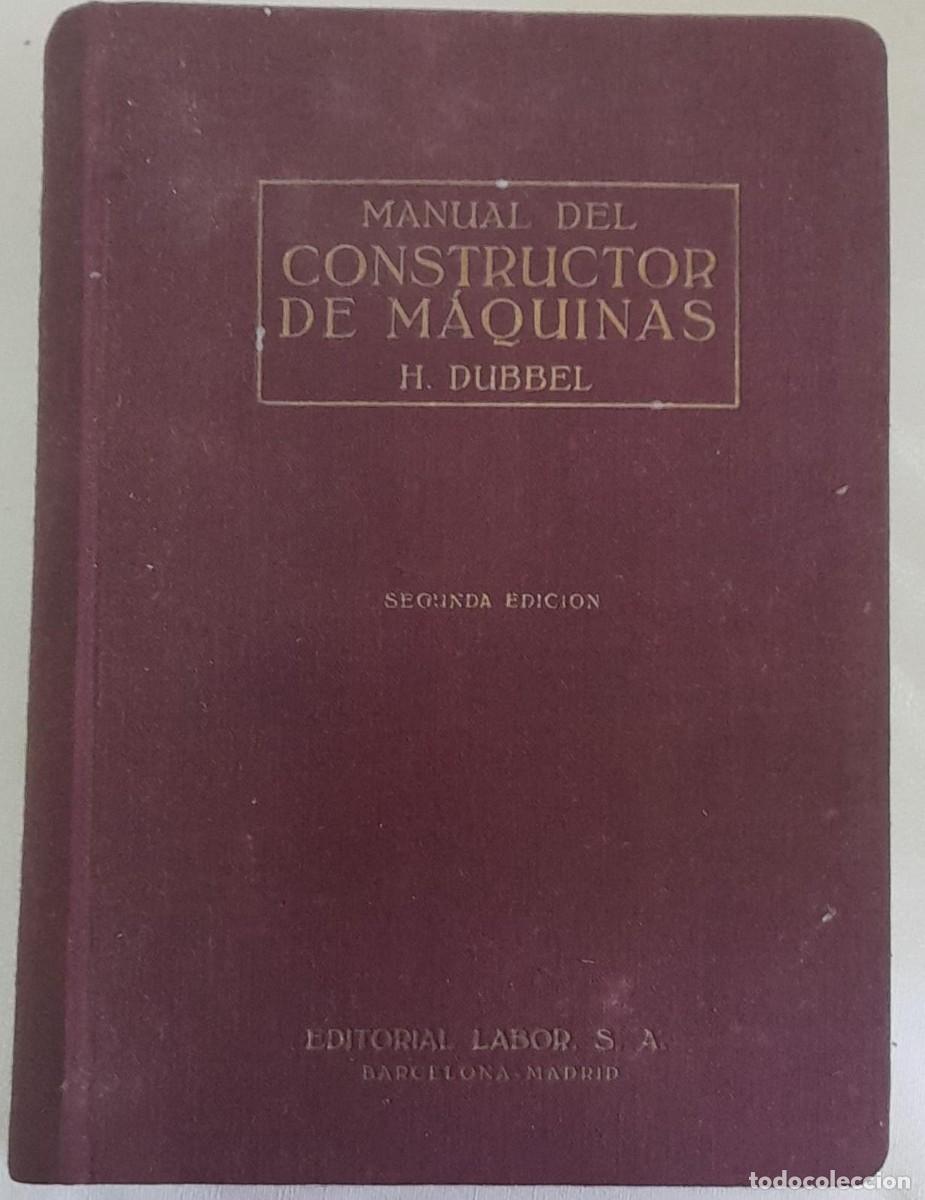 MANUAL DEL
CONSTRUCTOR
DE MÁQUINAS
H. DUBBEL
SEGUNDA EDICION
EDITORIAL LABOR, S. A.
BARCELONA-MADRID
todocoleccion